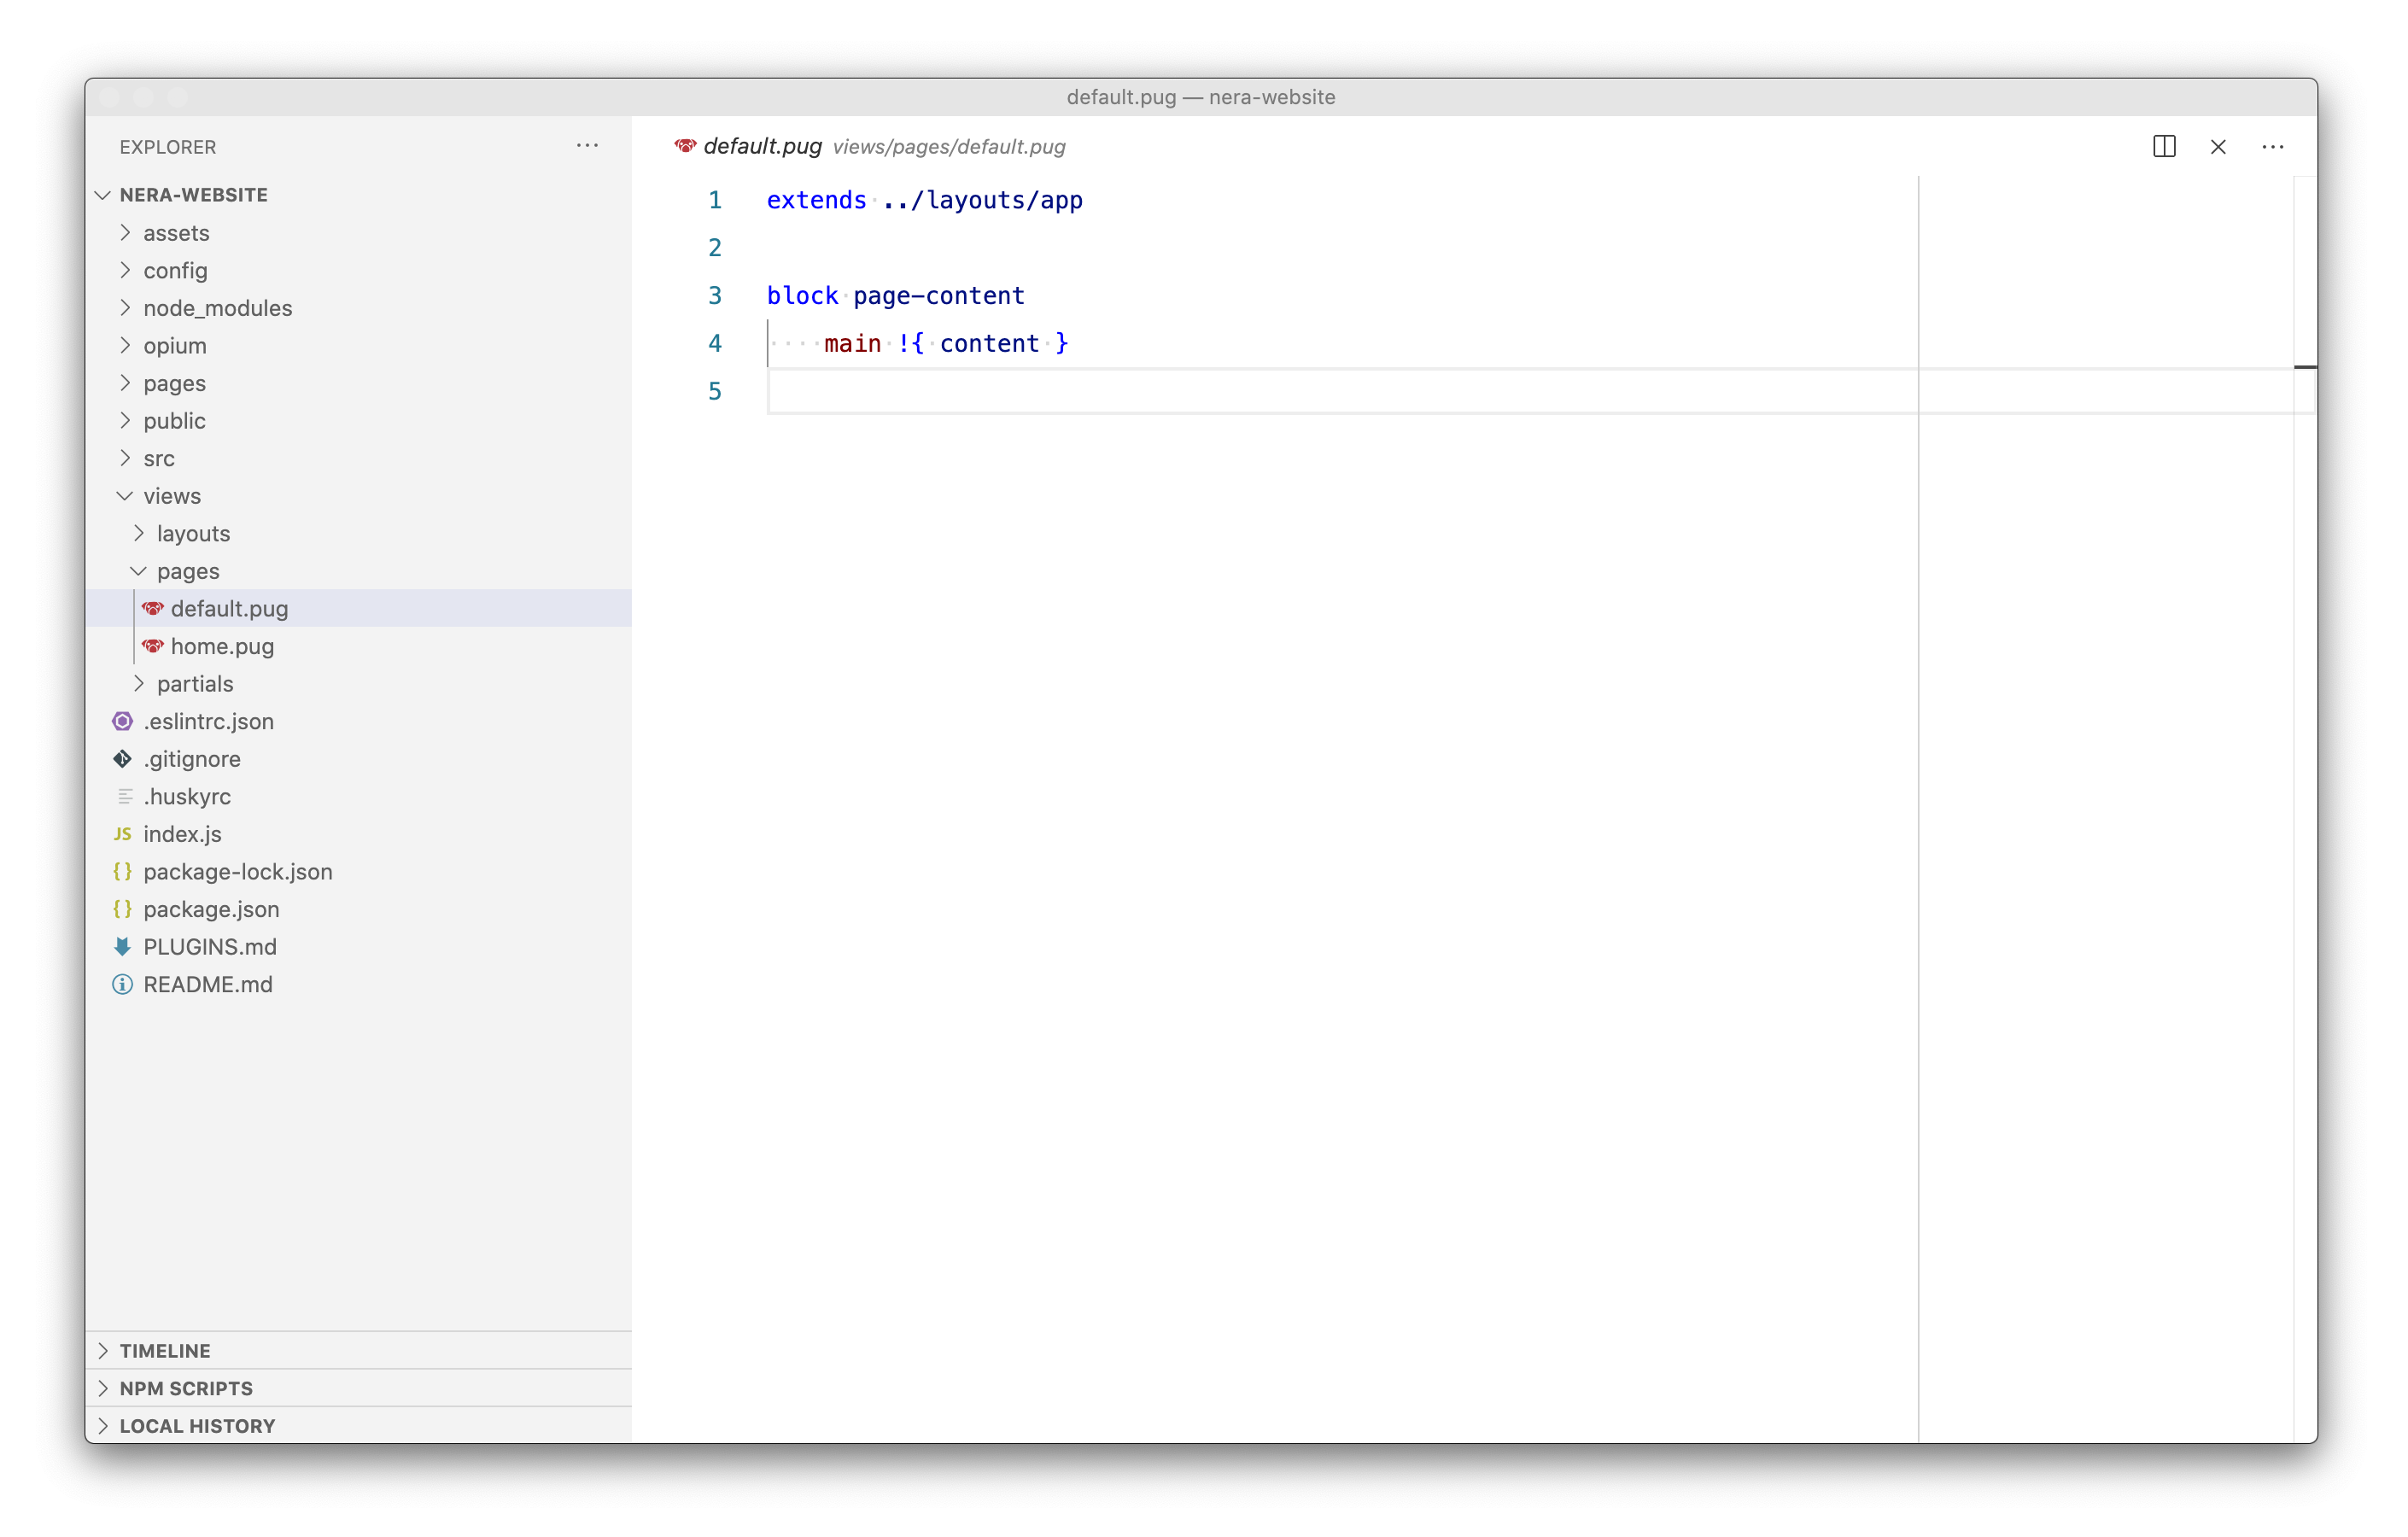 default.pug — nera-website
EXPLORER
NERA-WEBSITE
assets
config
node_modules
opium
pages
public
src
views
layouts
pages
default.pug
home.pug
partials
.eslintrc.json
.gitignore
.huskyrc
JS index.js
{} package-lock.json
{} package.json
PLUGINS.md
README.md
TIMELINE
NPM SCRIPTS
LOCAL HISTORY
default.pug views/pages/default.pug
1 extends ../layouts/app
2
3 block page-content
4     main !{ content }
5